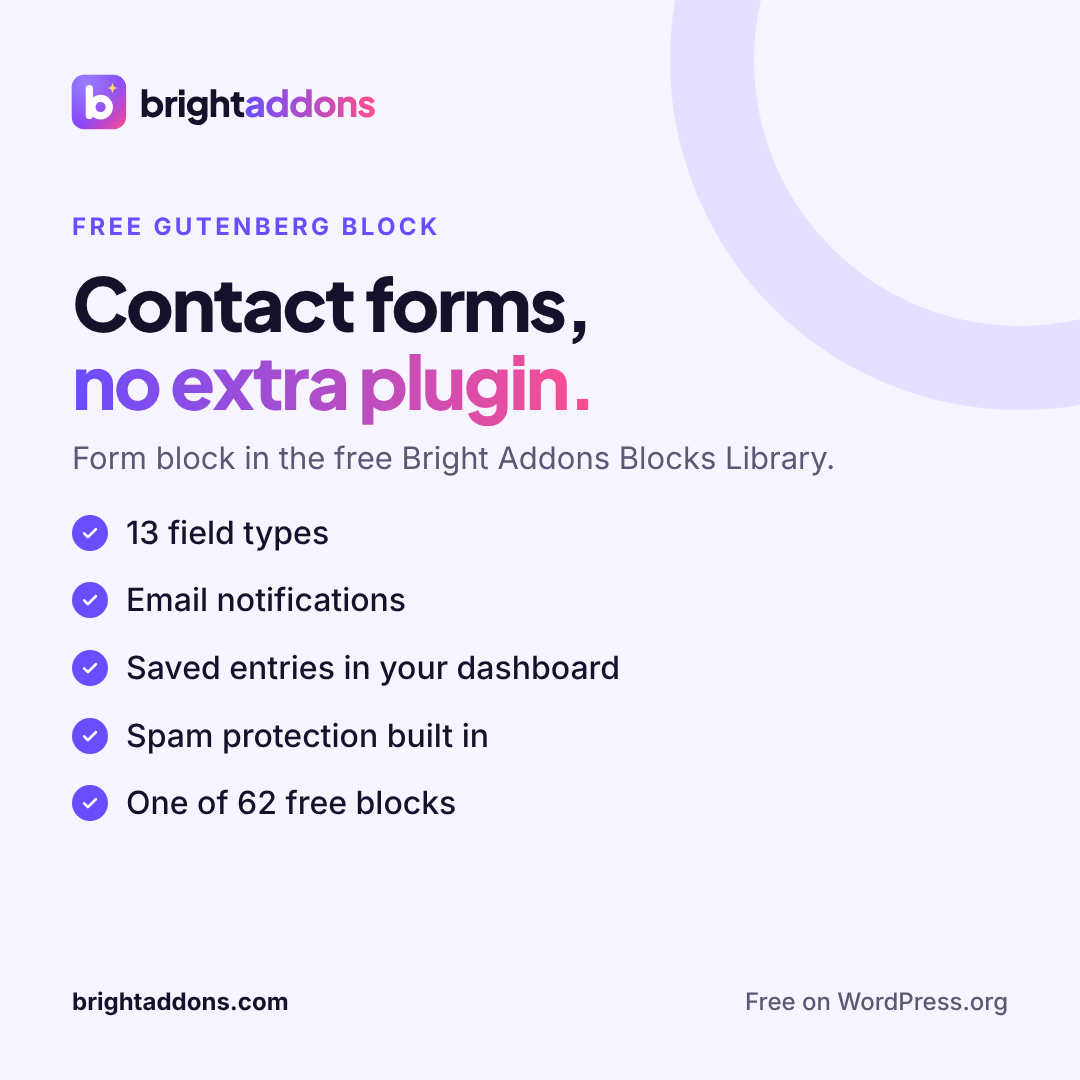 brightaddons
FREE GUTENBERG BLOCK
Contact forms,
no extra plugin.
Form block in the free Bright Addons Blocks Library.
13 field types
Email notifications
Saved entries in your dashboard
Spam protection built in
One of 62 free blocks
brightaddons.com
Free on WordPress.org